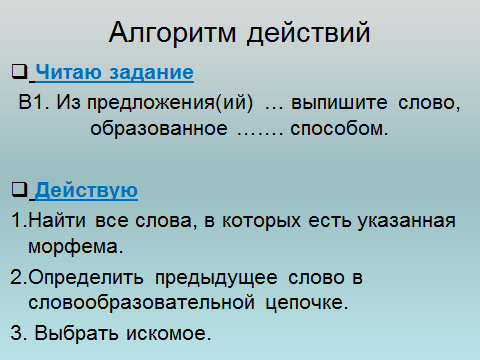 Алгоритм действий
Читаю задание
В1. Из предложения(ий) … выпишите слово,
образованное ……. способом.
Действую
1.Найти все слова, в которых есть указанная
морфема.
2.Определить предыдущее слово в
словообразовательной цепочке.
3. Выбрать искомое.